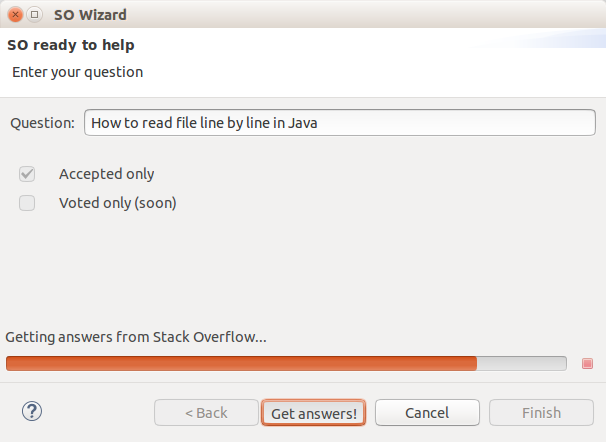 SO Wizard
SO ready to help
Enter your question
Question: How to read file line by line in Java
Accepted only
Voted only (soon)
Getting answers from Stack Overflow...
? < Back Get answers! Cancel Finish